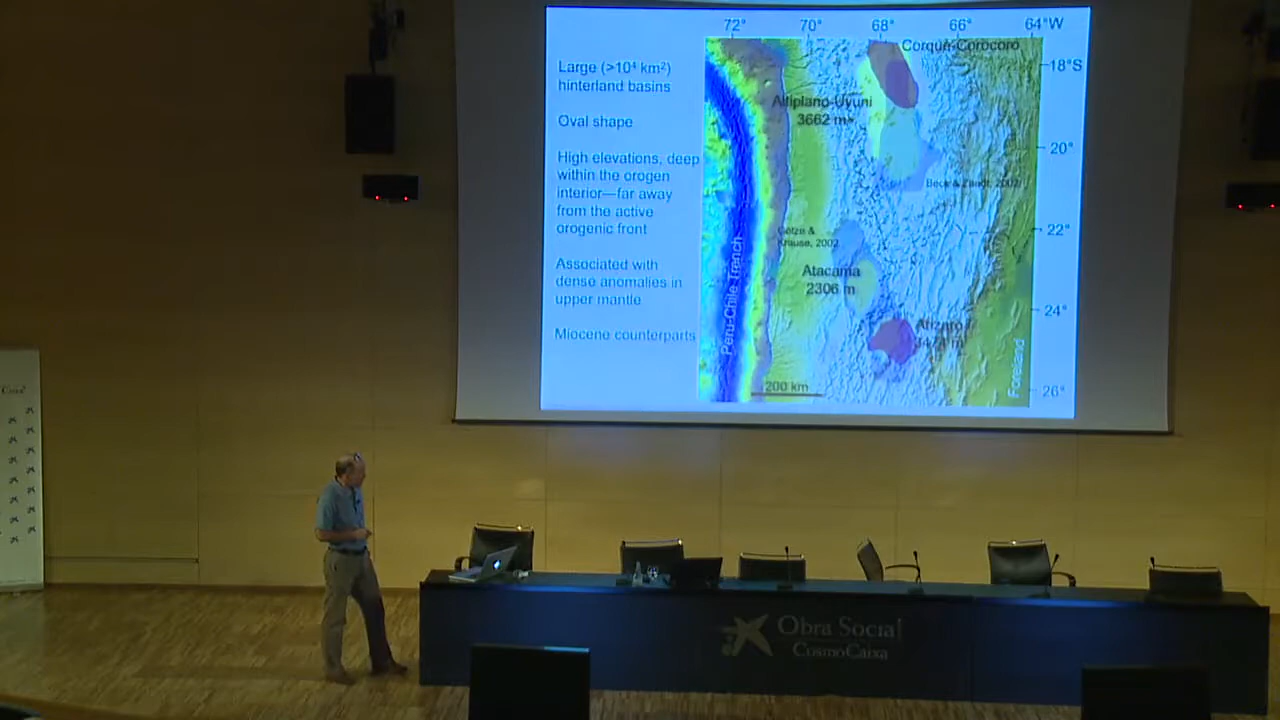 72° 70° 68° 66° 64°W
Large (>10⁴ km²)
hinterland basins
Oval shape
High elevations, deep
within the orogen
interior—far away
from the active
orogenic front
Associated with
dense anomalies in
upper mantle
Miocene counterparts
Corque-Corocoro
18°S
Altiplano-Uyuni
3662 m
20°
Beck & Zandt, 2002
22°
Götze &
Krause, 2002
Atacama
2306 m
24°
Arizaro
Peru-Chile Trench
Foreland
200 km
26°
Obra Social
CosmoCaixa